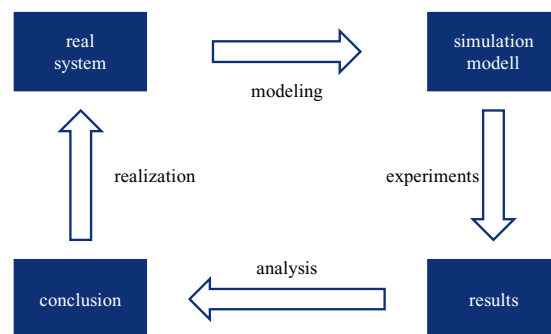 real
system
modeling
simulation
modell
realization
experiments
conclusion
analysis
results